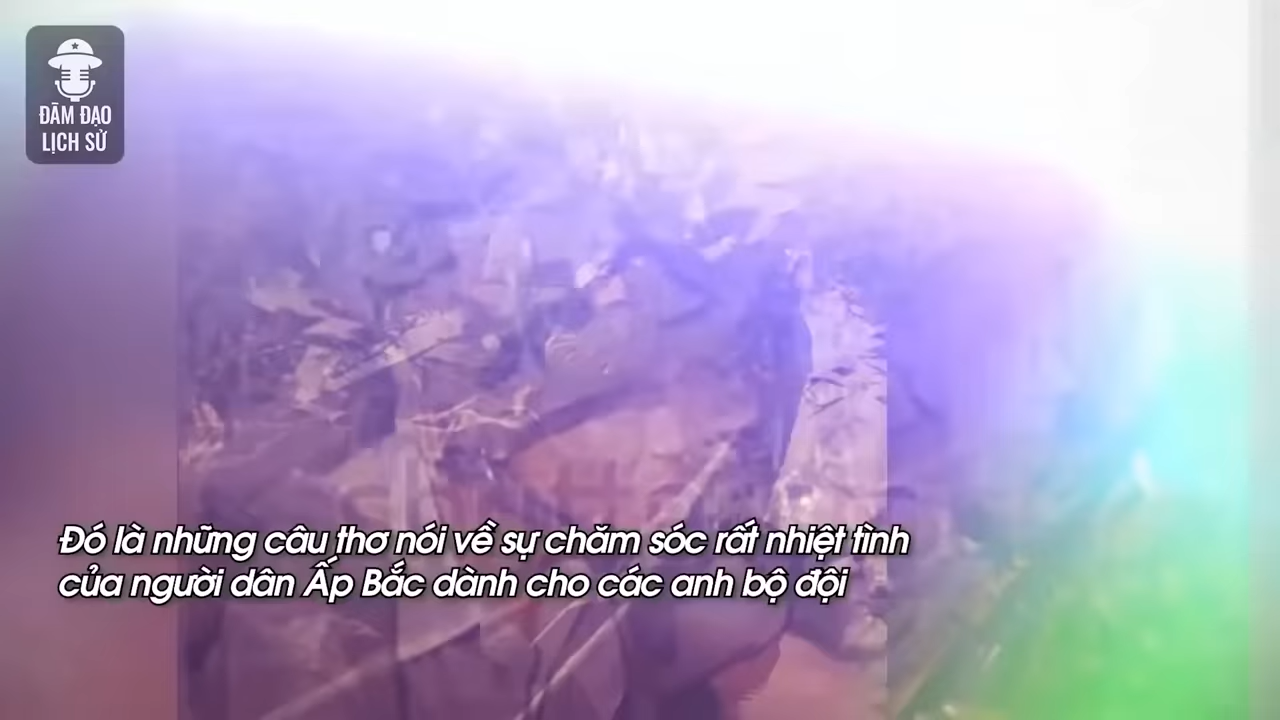 ĐÀM ĐẠO
LỊCH SỬ
Đó là những câu thơ nói về sự chăm sóc rất nhiệt tình
của người dân Ấp Bắc dành cho các anh bộ đội